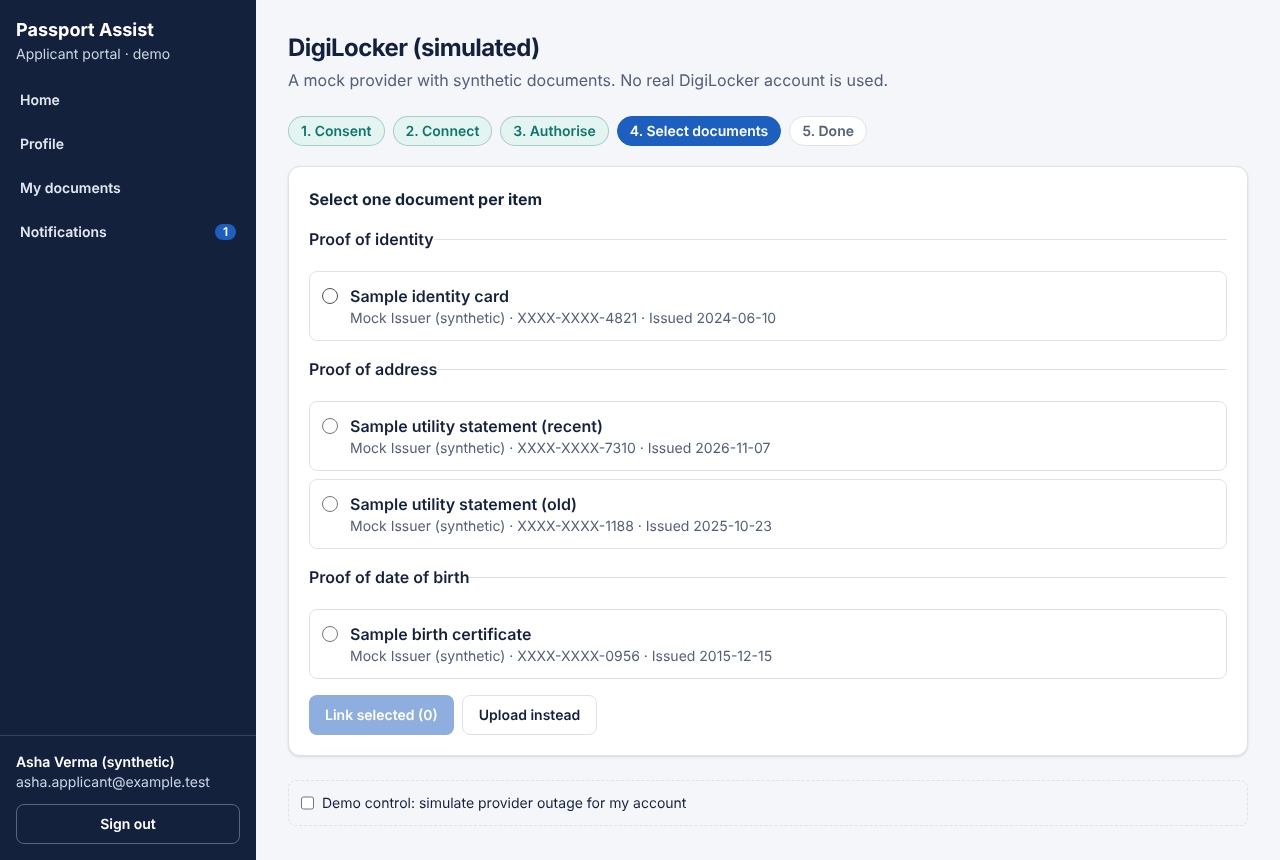 Passport Assist
Applicant portal · demo
Home
Profile
My documents
Notifications 1
Asha Verma (synthetic)
asha.applicant@example.test
Sign out
DigiLocker (simulated)
A mock provider with synthetic documents. No real DigiLocker account is used.
1. Consent 2. Connect 3. Authorise 4. Select documents 5. Done
Select one document per item
Proof of identity
Sample identity card
Mock Issuer (synthetic) · XXXX-XXXX-4821 · Issued 2024-06-10
Proof of address
Sample utility statement (recent)
Mock Issuer (synthetic) · XXXX-XXXX-7310 · Issued 2026-11-07
Sample utility statement (old)
Mock Issuer (synthetic) · XXXX-XXXX-1188 · Issued 2025-10-23
Proof of date of birth
Sample birth certificate
Mock Issuer (synthetic) · XXXX-XXXX-0956 · Issued 2015-12-15
Link selected (0) Upload instead
Demo control: simulate provider outage for my account